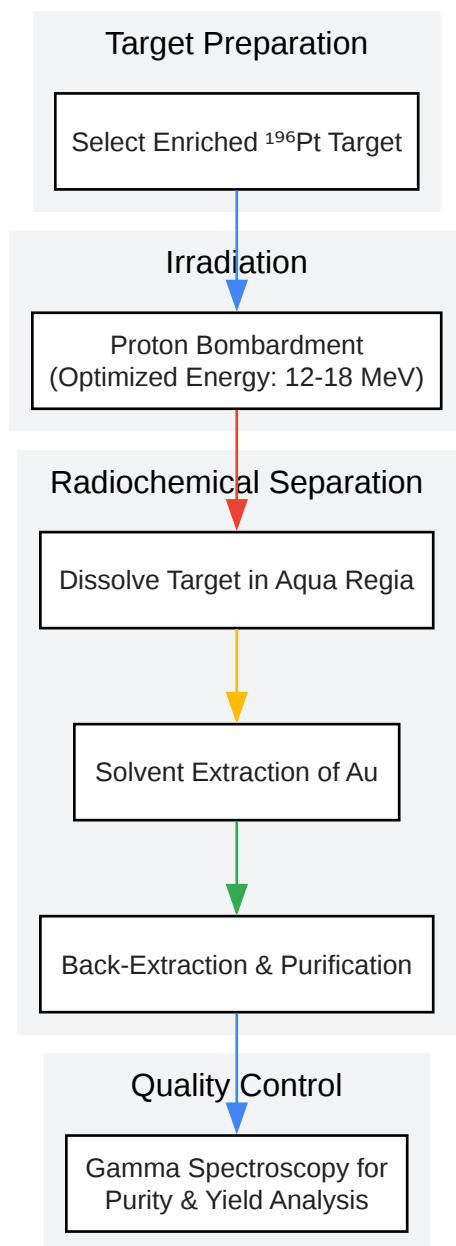 Target Preparation
Select Enriched ¹⁹⁶Pt Target
Irradiation
Proton Bombardment
(Optimized Energy: 12-18 MeV)
Radiochemical Separation
Dissolve Target in Aqua Regia
Solvent Extraction of Au
Back-Extraction & Purification
Quality Control
Gamma Spectroscopy for
Purity & Yield Analysis